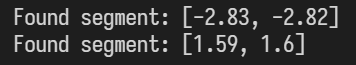 Found segment: [-2.83, -2.82]
Found segment: [1.59, 1.6]